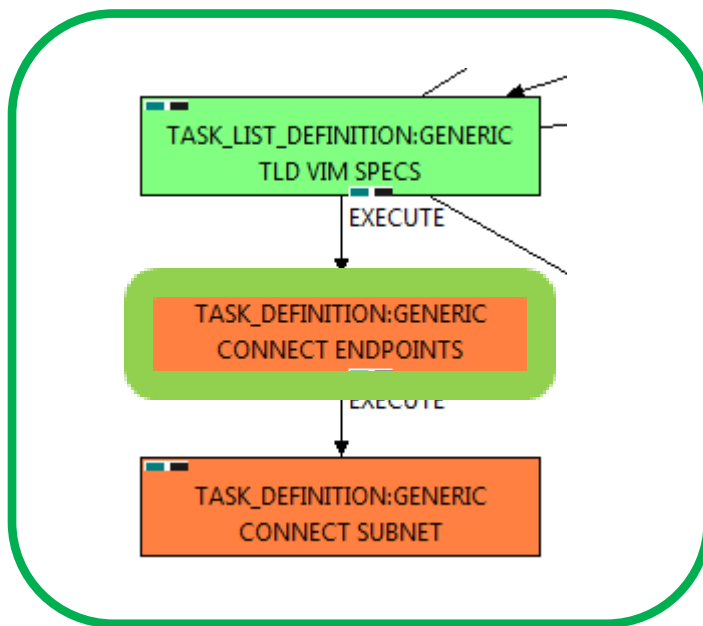 TASK_LIST_DEFINITION:GENERIC
TLD VIM SPECS
EXECUTE
TASK_DEFINITION:GENERIC
CONNECT ENDPOINTS
EXECUTE
TASK_DEFINITION:GENERIC
CONNECT SUBNET